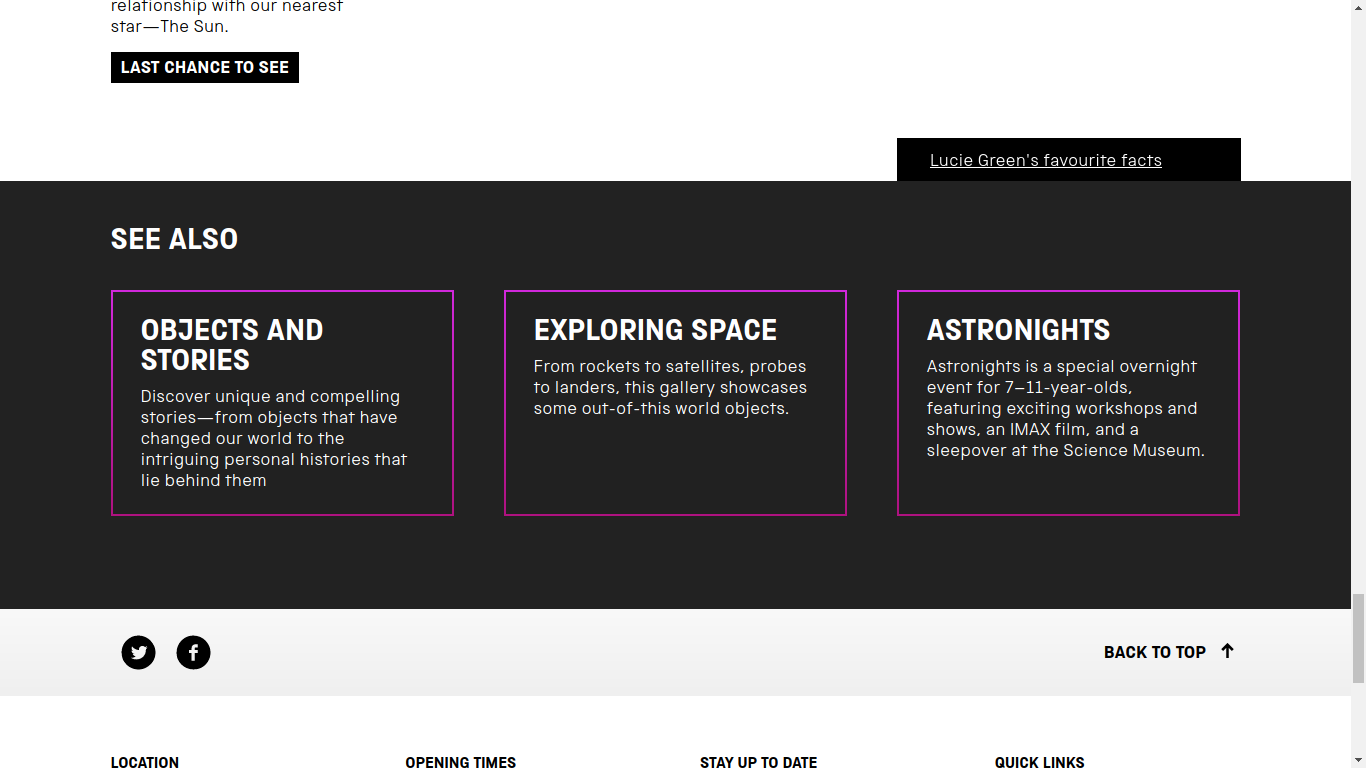 relationship with our nearest
star—The Sun.
LAST CHANCE TO SEE
Lucie Green's favourite facts
SEE ALSO
OBJECTS AND
STORIES
Discover unique and compelling
stories—from objects that have
changed our world to the
intriguing personal histories that
lie behind them
EXPLORING SPACE
From rockets to satellites, probes
to landers, this gallery showcases
some out-of-this world objects.
ASTRONIGHTS
Astronights is a special overnight
event for 7–11-year-olds,
featuring exciting workshops and
shows, an IMAX film, and a
sleepover at the Science Museum.
BACK TO TOP
LOCATION
OPENING TIMES
STAY UP TO DATE
QUICK LINKS